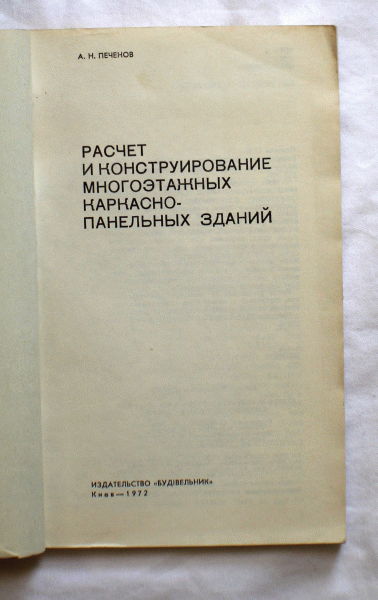 А. Н. ПЕЧЕНОВ
РАСЧЕТ
И КОНСТРУИРОВАНИЕ
МНОГОЭТАЖНЫХ
КАРКАСНО-
ПАНЕЛЬНЫХ ЗДАНИЙ
ИЗДАТЕЛЬСТВО «БУДІВЕЛЬНИК»
Киев—1972